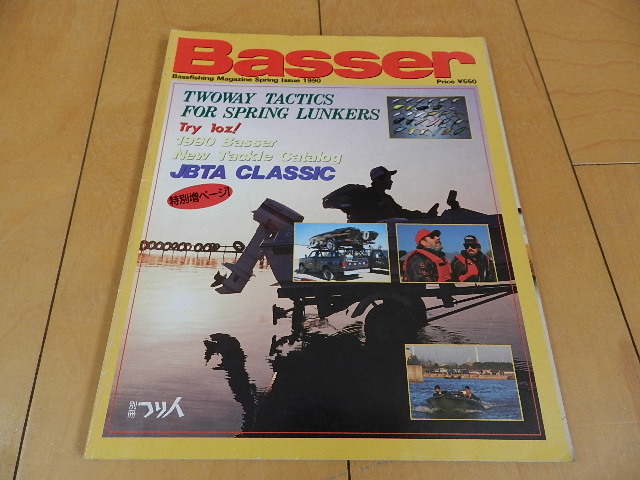 Basser
Bassfishing Magazine Spring Issue 1990
Price ¥550
TWOWAY TACTICS
FOR SPRING LUNKERS
Try 1oz!
1990 Basser
New Tackle Catalog
JBTA CLASSIC
特別増ページ!
別冊つり人